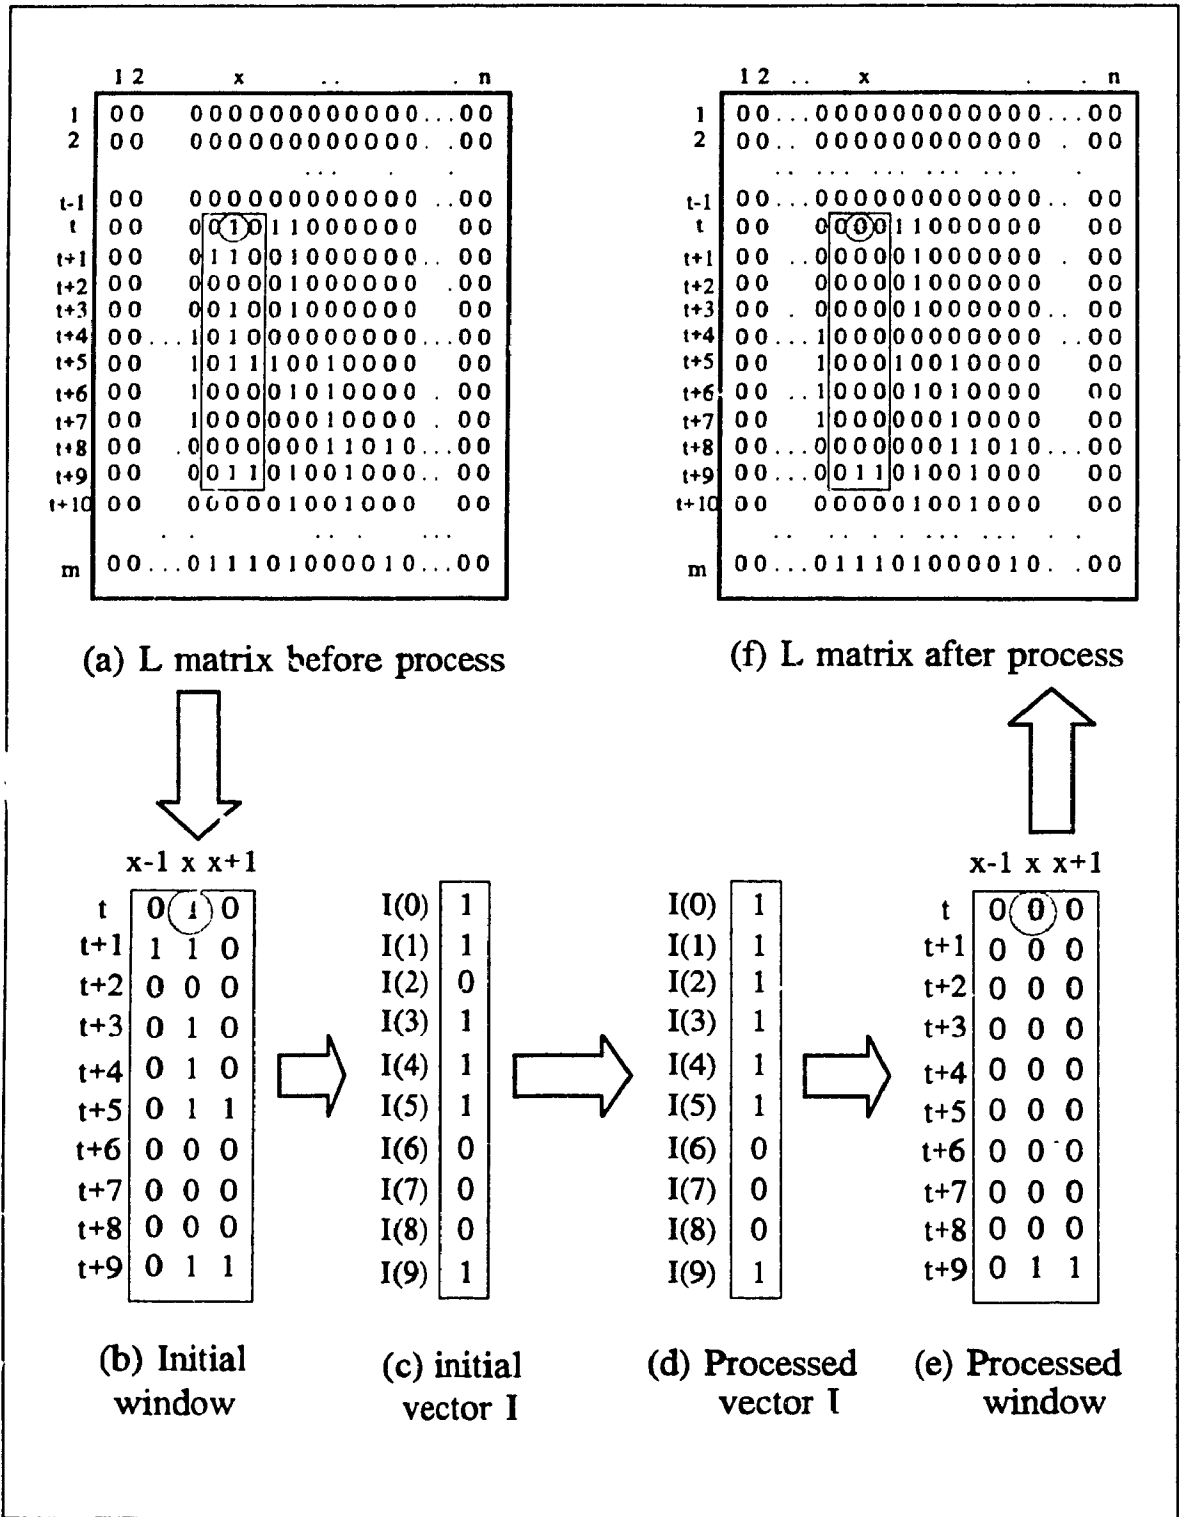 1 2 x . . . n
1 0 0 0 0 0 0 0 0 0 0 0 0 0 0 ... 0 0
2 0 0 0 0 0 0 0 0 0 0 0 0 0 0 . .. 0 0
... . .
t-1 0 0 0 0 0 0 0 0 0 0 0 0 0 0 .. 0 0
t 0 0 0 0 1 0 1 1 0 0 0 0 0 0 0 0
t+1 0 0 0 1 1 0 0 1 0 0 0 0 0 0 .. 0 0
t+2 0 0 0 0 0 0 0 1 0 0 0 0 0 0 . 0 0
t+3 0 0 0 0 1 0 0 1 0 0 0 0 0 0 .. 0 0
t+4 0 0 ... 1 0 1 0 0 0 0 0 0 0 0 0 ... 0 0
t+5 0 0 1 0 1 1 1 0 0 1 0 0 0 0 .. 0 0
t+6 0 0 1 0 0 0 0 1 0 1 0 0 0 0 0 0
t+7 0 0 1 0 0 0 0 0 0 1 0 0 0 0 . 0 0
t+8 0 0 . 0 0 0 0 0 0 0 1 1 0 1 0 .. 0 0
t+9 0 0 0 0 1 1 0 1 0 0 1 0 0 0 .. 0 0
t+10 0 0 0 0 0 0 0 1 0 0 1 0 0 0 0 0
. . .. . ...
m 0 0 ... 0 1 1 1 0 1 0 0 0 0 1 0 ... 0 0
(a) L matrix before process
1 2 .. x . . n
1 0 0 ... 0 0 0 0 0 0 0 0 0 0 0 0 ... 0 0
2 0 0 .. 0 0 0 0 0 0 0 0 0 0 0 0 . 0 0
. .. ... ... . .. .
t-1 0 0 . 0 0 0 0 0 0 0 0 0 0 0 0 .. 0 0
t 0 0 0 0 0 0 1 1 0 0 0 0 0 0 0 0
t+1 0 0 .. 0 0 0 0 0 1 0 0 0 0 0 0 .. 0 0
t+2 0 0 0 0 0 0 0 1 0 0 0 0 0 0 . 0 0
t+3 0 0 . 0 0 0 0 0 1 0 0 0 0 0 0 . 0 0
t+4 0 0 .. 1 0 0 0 0 0 0 0 0 0 0 0 .. 0 0
t+5 0 0 ... 1 0 0 0 1 0 0 1 0 0 0 0 . 0 0
t+6 0 0 .. 1 0 0 0 0 1 0 1 0 0 0 0 0 0
t+7 0 0 1 0 0 0 0 0 0 1 0 0 0 0 . 0 0
t+8 0 0 ... 0 0 0 0 0 0 0 1 1 0 1 0 ... 0 0
t+9 0 0 ... 0 0 1 1 0 1 0 0 1 0 0 0 . 0 0
t+10 0 0 0 0 0 0 0 1 0 0 1 0 0 0 0 0
.. ... .. ... . .
m 0 0 ... 0 1 1 1 0 1 0 0 0 0 1 0 . . 0 0
(f) L matrix after process
x-1 x x+1
t 0 1 0
t+1 1 1 0
t+2 0 0 0
t+3 0 1 0
t+4 0 1 0
t+5 0 1 1
t+6 0 0 0
t+7 0 0 0
t+8 0 0 0
t+9 0 1 1
(b) Initial
window
I(0) 1
I(1) 1
I(2) 0
I(3) 1
I(4) 1
I(5) 1
I(6) 0
I(7) 0
I(8) 0
I(9) 1
(c) initial
vector I
I(0) 1
I(1) 1
I(2) 1
I(3) 1
I(4) 1
I(5) 1
I(6) 0
I(7) 0
I(8) 0
I(9) 1
(d) Processed
vector I
x-1 x x+1
t 0 0 0
t+1 0 0 0
t+2 0 0 0
t+3 0 0 0
t+4 0 0 0
t+5 0 0 0
t+6 0 0 0
t+7 0 0 0
t+8 0 0 0
t+9 0 1 1
(e) Processed
window